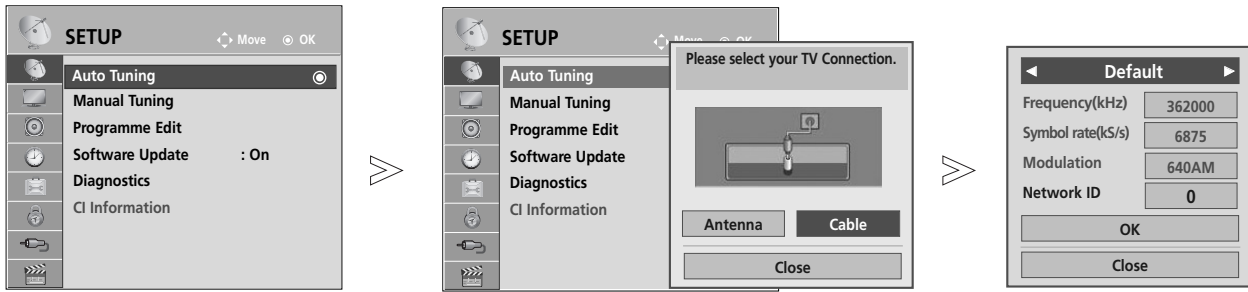 SETUP
Move OK
Auto Tuning
Manual Tuning
Programme Edit
Software Update : On
Diagnostics
CI Information
SETUP
Move OK
Auto Tuning
Manual Tuning
Programme Edit
Software Update
Diagnostics
CI Information
Please select your TV Connection.
Antenna Cable
Close
Default
Frequency(kHz) 362000
Symbol rate(kS/s) 6875
Modulation 640AM
Network ID 0
OK
Close